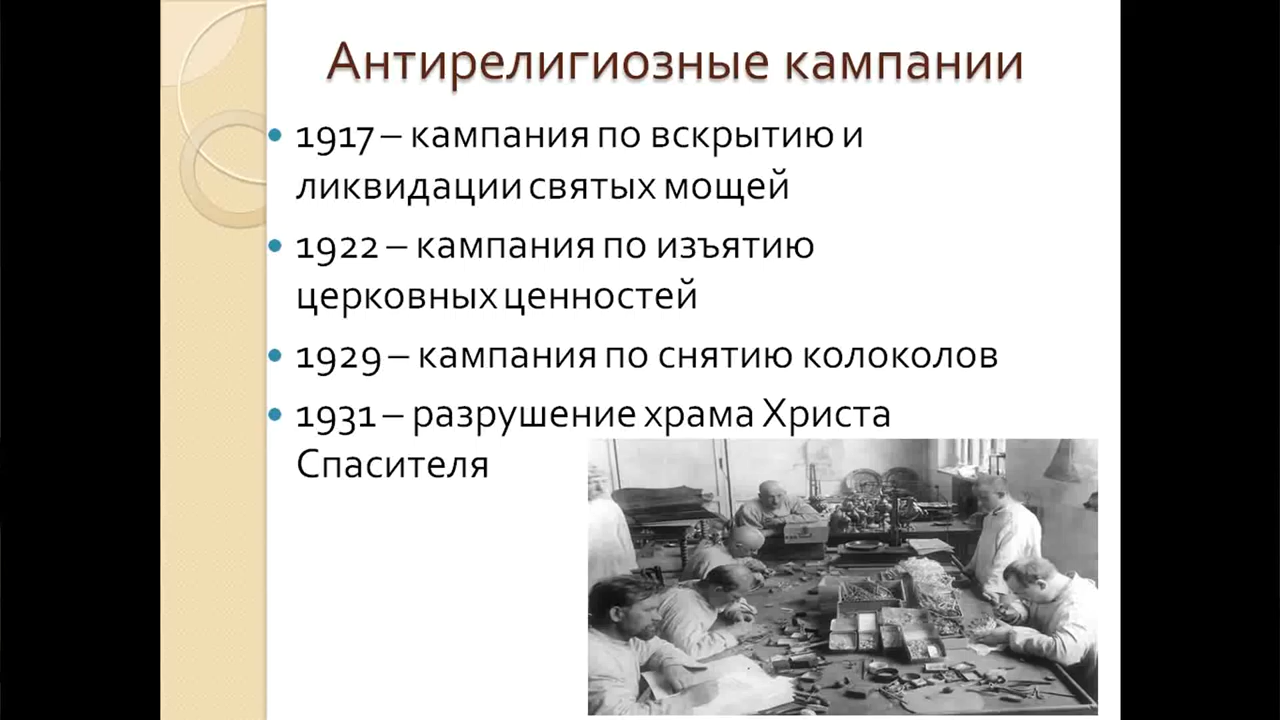 Антирелигиозные кампании
• 1917 – кампания по вскрытию и
ликвидации святых мощей
• 1922 – кампания по изъятию
церковных ценностей
• 1929 – кампания по снятию колоколов
• 1931 – разрушение храма Христа
Спасителя